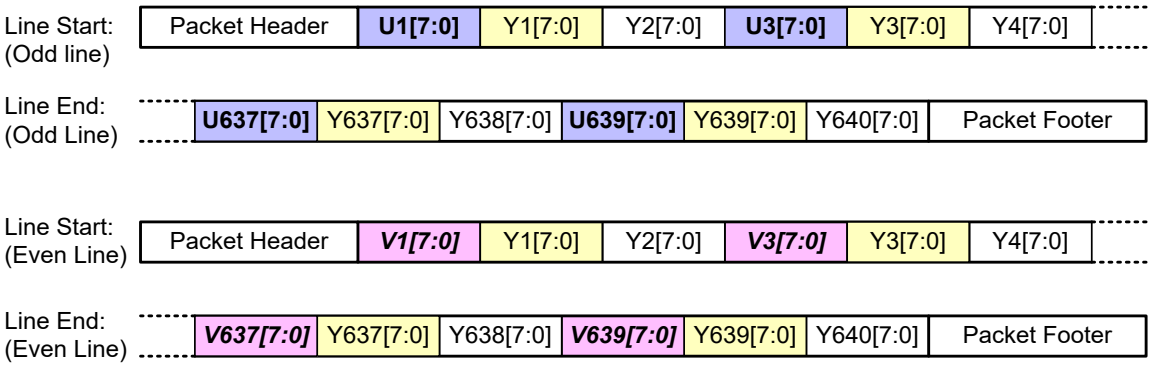 Line Start: Packet Header U1[7:0] Y1[7:0] Y2[7:0] U3[7:0] Y3[7:0] Y4[7:0]
(Odd line)
Line End: U637[7:0] Y637[7:0] Y638[7:0] U639[7:0] Y639[7:0] Y640[7:0] Packet Footer
(Odd Line)
Line Start: Packet Header V1[7:0] Y1[7:0] Y2[7:0] V3[7:0] Y3[7:0] Y4[7:0]
(Even Line)
Line End: V637[7:0] Y637[7:0] Y638[7:0] V639[7:0] Y639[7:0] Y640[7:0] Packet Footer
(Even Line)